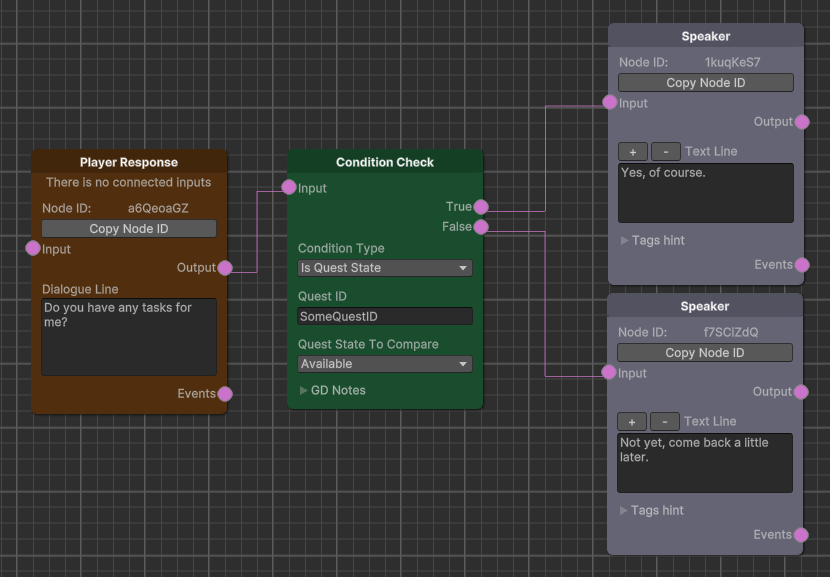 Player Response
There is no connected inputs
Node ID: a6QeoaGZ
Copy Node ID
Input
Output
Dialogue Line
Do you have any tasks for
me?
Events
Condition Check
Input
True
False
Condition Type
Is Quest State
Quest ID
SomeQuestID
Quest State To Compare
Available
GD Notes
Speaker
Node ID: 1kuqKeS7
Copy Node ID
Input
Output
+ - Text Line
Yes, of course.
Tags hint
Events
Speaker
Node ID: f7SCiZdQ
Copy Node ID
Input
Output
+ - Text Line
Not yet, come back a little
later.
Tags hint
Events